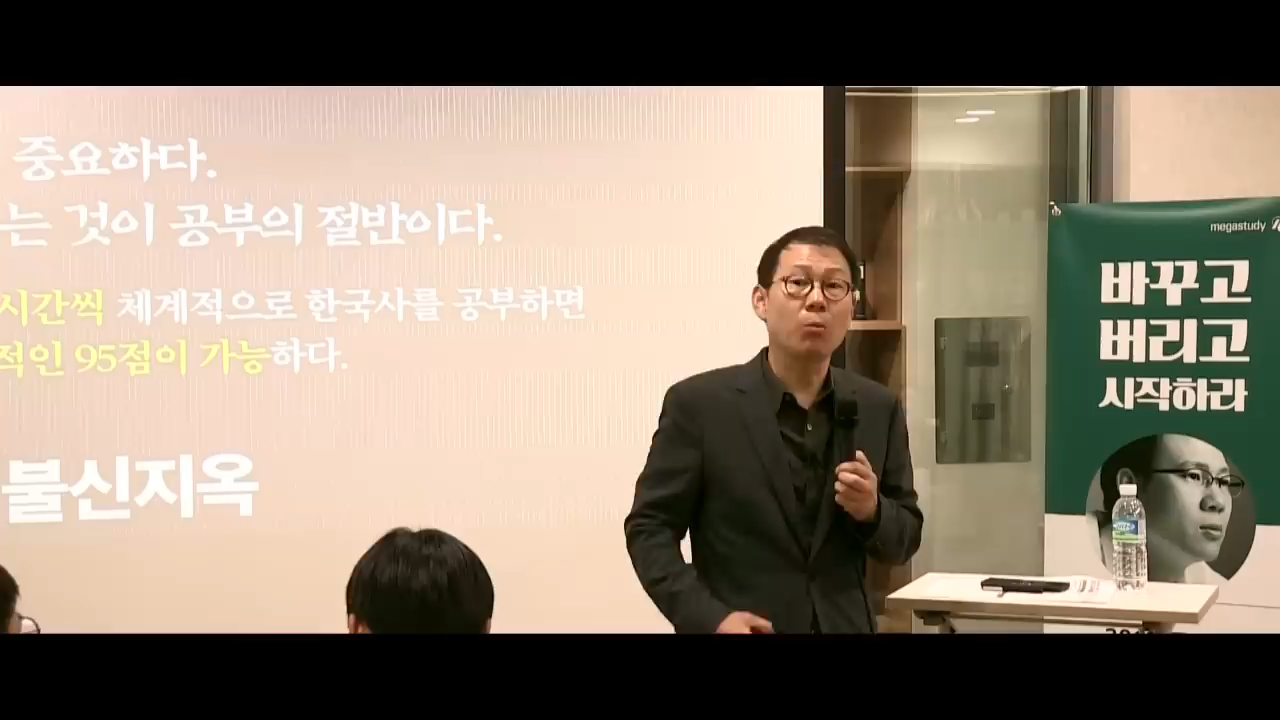 중요하다.
는 것이 공부의 절반이다.
시간씩 체계적으로 한국사를 공부하면
적인 95점이 가능하다.
불신지옥
megastudy
바꾸고
버리고
시작하라